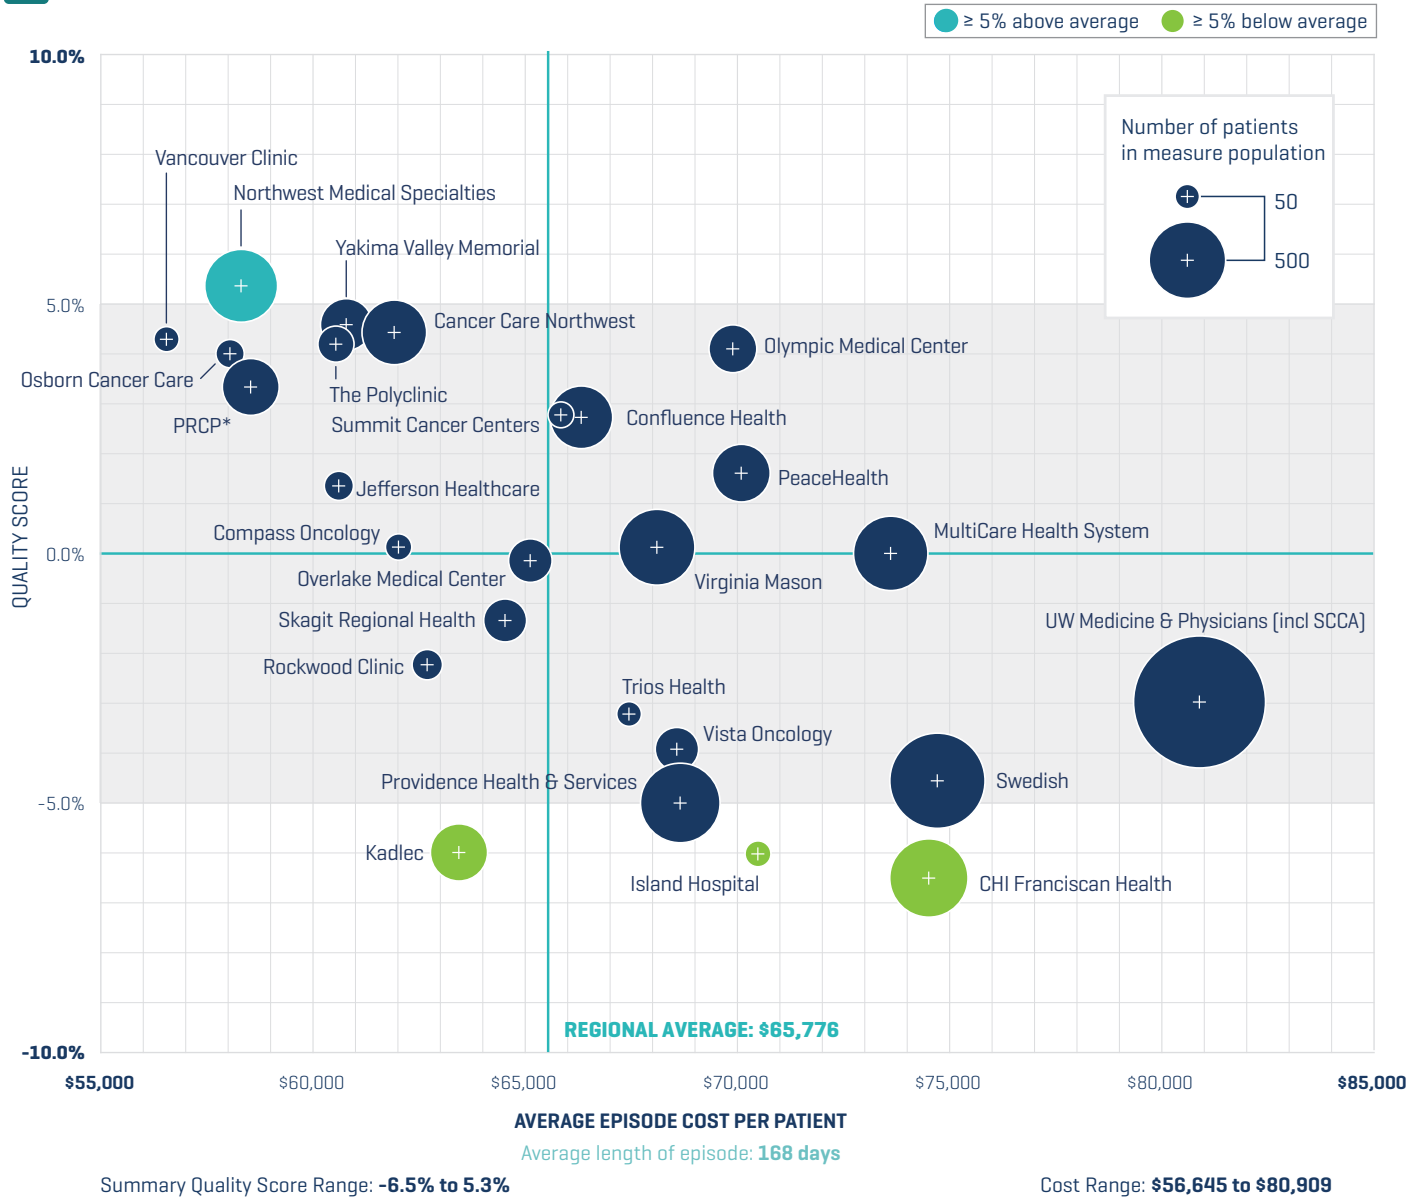 ≥ 5% above average
≥ 5% below average
10.0%
Number of patients
in measure population
50
500
Vancouver Clinic
Northwest Medical Specialties
Yakima Valley Memorial
5.0%
Cancer Care Northwest
Olympic Medical Center
Osborn Cancer Care
The Polyclinic
PRCP*
Summit Cancer Centers
Confluence Health
PeaceHealth
Jefferson Healthcare
QUALITY SCORE
Compass Oncology
MultiCare Health System
0.0%
Overlake Medical Center
Virginia Mason
Skagit Regional Health
UW Medicine & Physicians (incl SCCA)
Rockwood Clinic
Trios Health
Vista Oncology
Providence Health & Services
Swedish
-5.0%
Kadlec
Island Hospital
CHI Franciscan Health
REGIONAL AVERAGE: $65,776
-10.0%
$55,000
$60,000
$65,000
$70,000
$75,000
$80,000
$85,000
AVERAGE EPISODE COST PER PATIENT
Average length of episode: 168 days
Summary Quality Score Range: -6.5% to 5.3%
Cost Range: $56,645 to $80,909